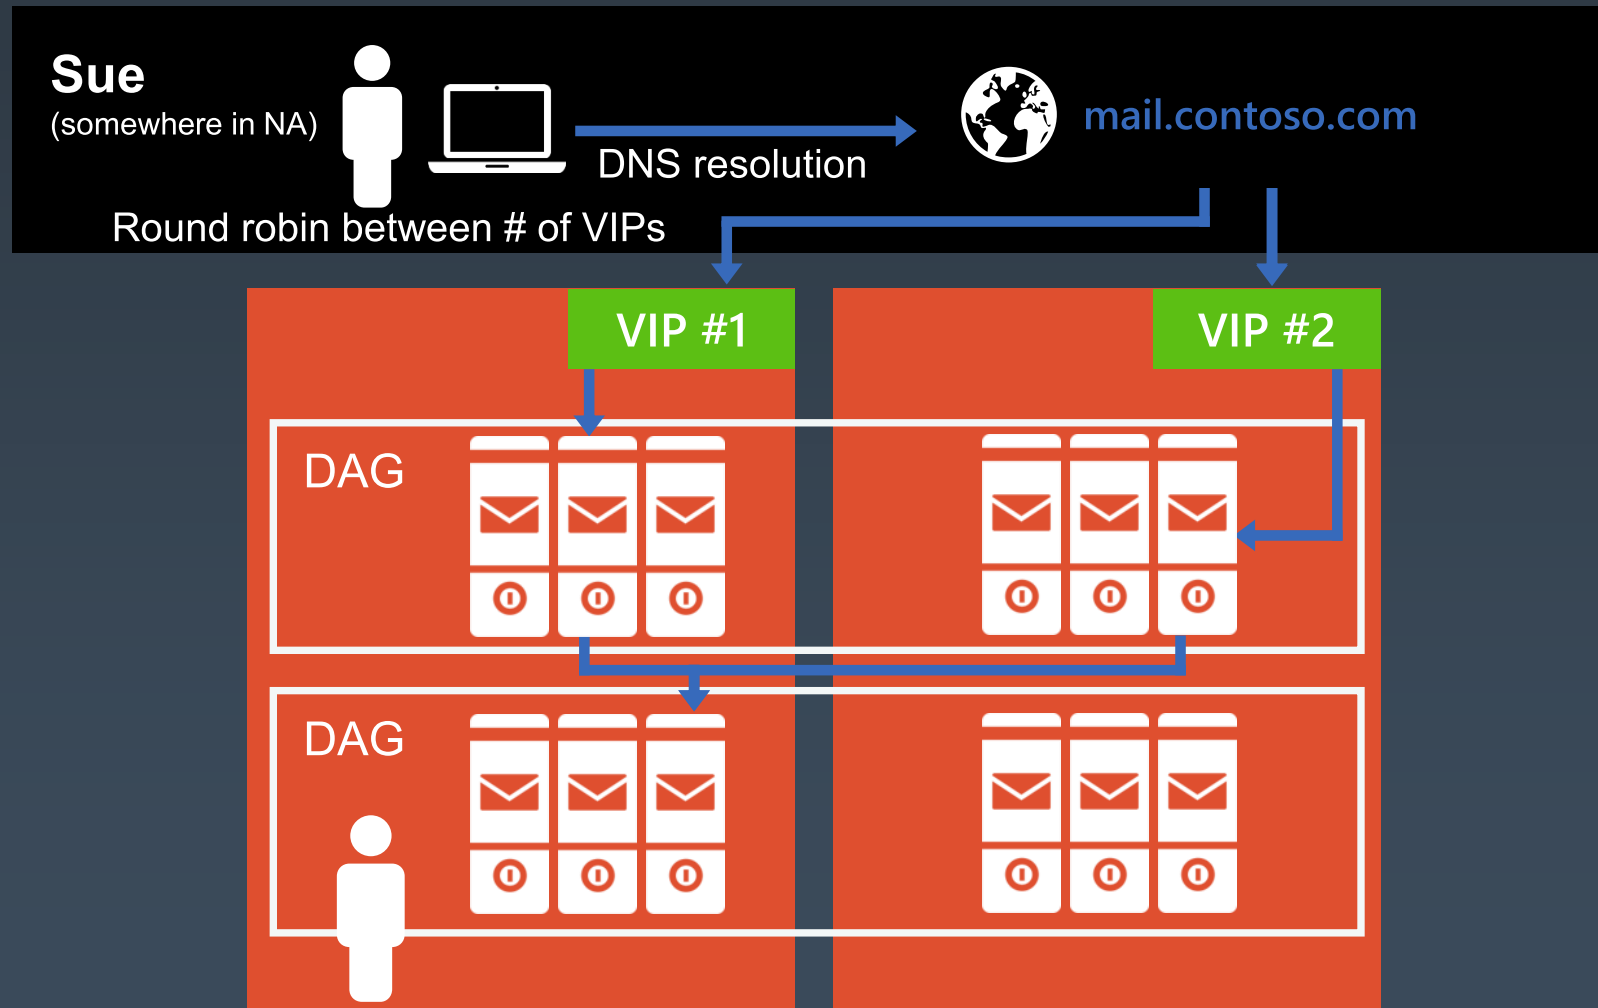 Sue
(somewhere in NA)
mail.contoso.com
DNS resolution
Round robin between # of VIPs
VIP #1
VIP #2
DAG
DAG